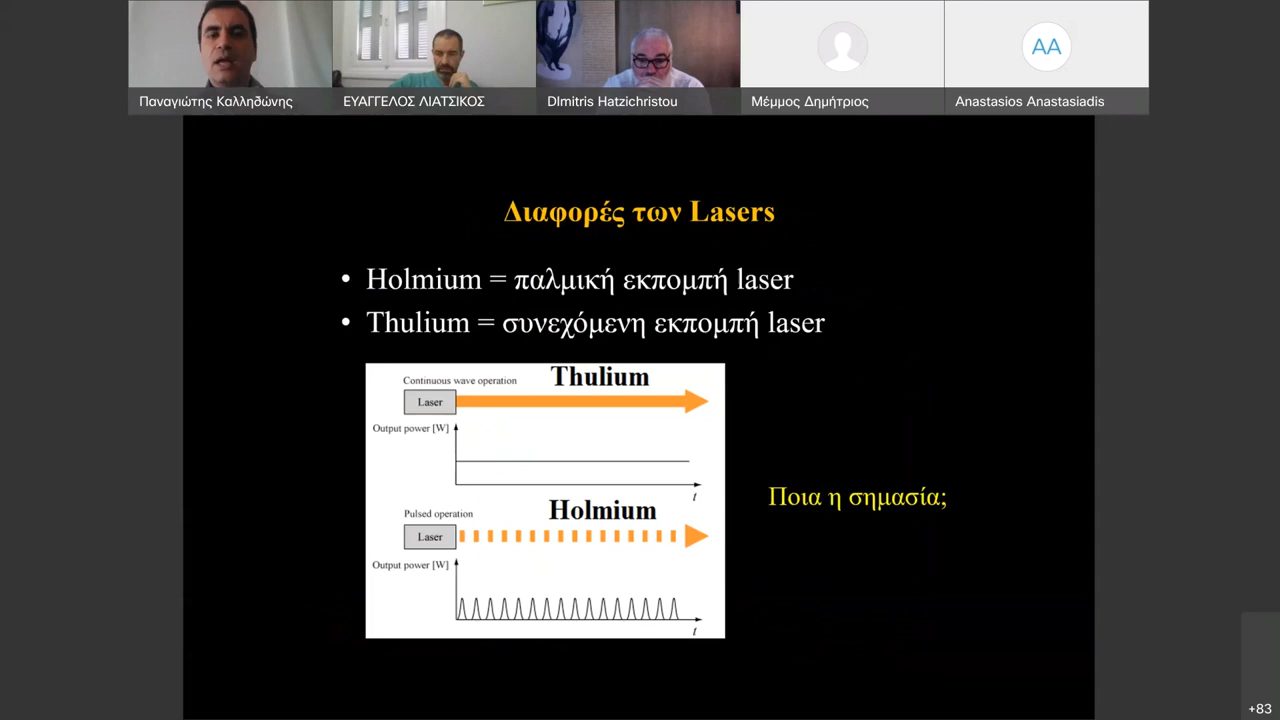 Παναγιώτης Καλληδώνης
ΕΥΑΓΓΕΛΟΣ ΛΙΑΤΣΙΚΟΣ
DImitris Hatzichristou
Μέμμος Δημήτριος
AA
Anastasios Anastasiadis
Διαφορές των Lasers
• Holmium = παλμική εκπομπή laser
• Thulium = συνεχόμενη εκπομπή laser
Thulium
Continuous wave operation
Laser
Output power [W]
t
Holmium
Pulsed operation
Laser
Output power [W]
t
Ποια η σημασία;
+83